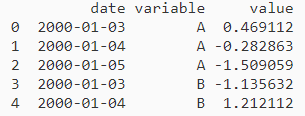 date variable value
0 2000-01-03 A 0.469112
1 2000-01-04 A -0.282863
2 2000-01-05 A -1.509059
3 2000-01-03 B -1.135632
4 2000-01-04 B 1.212112